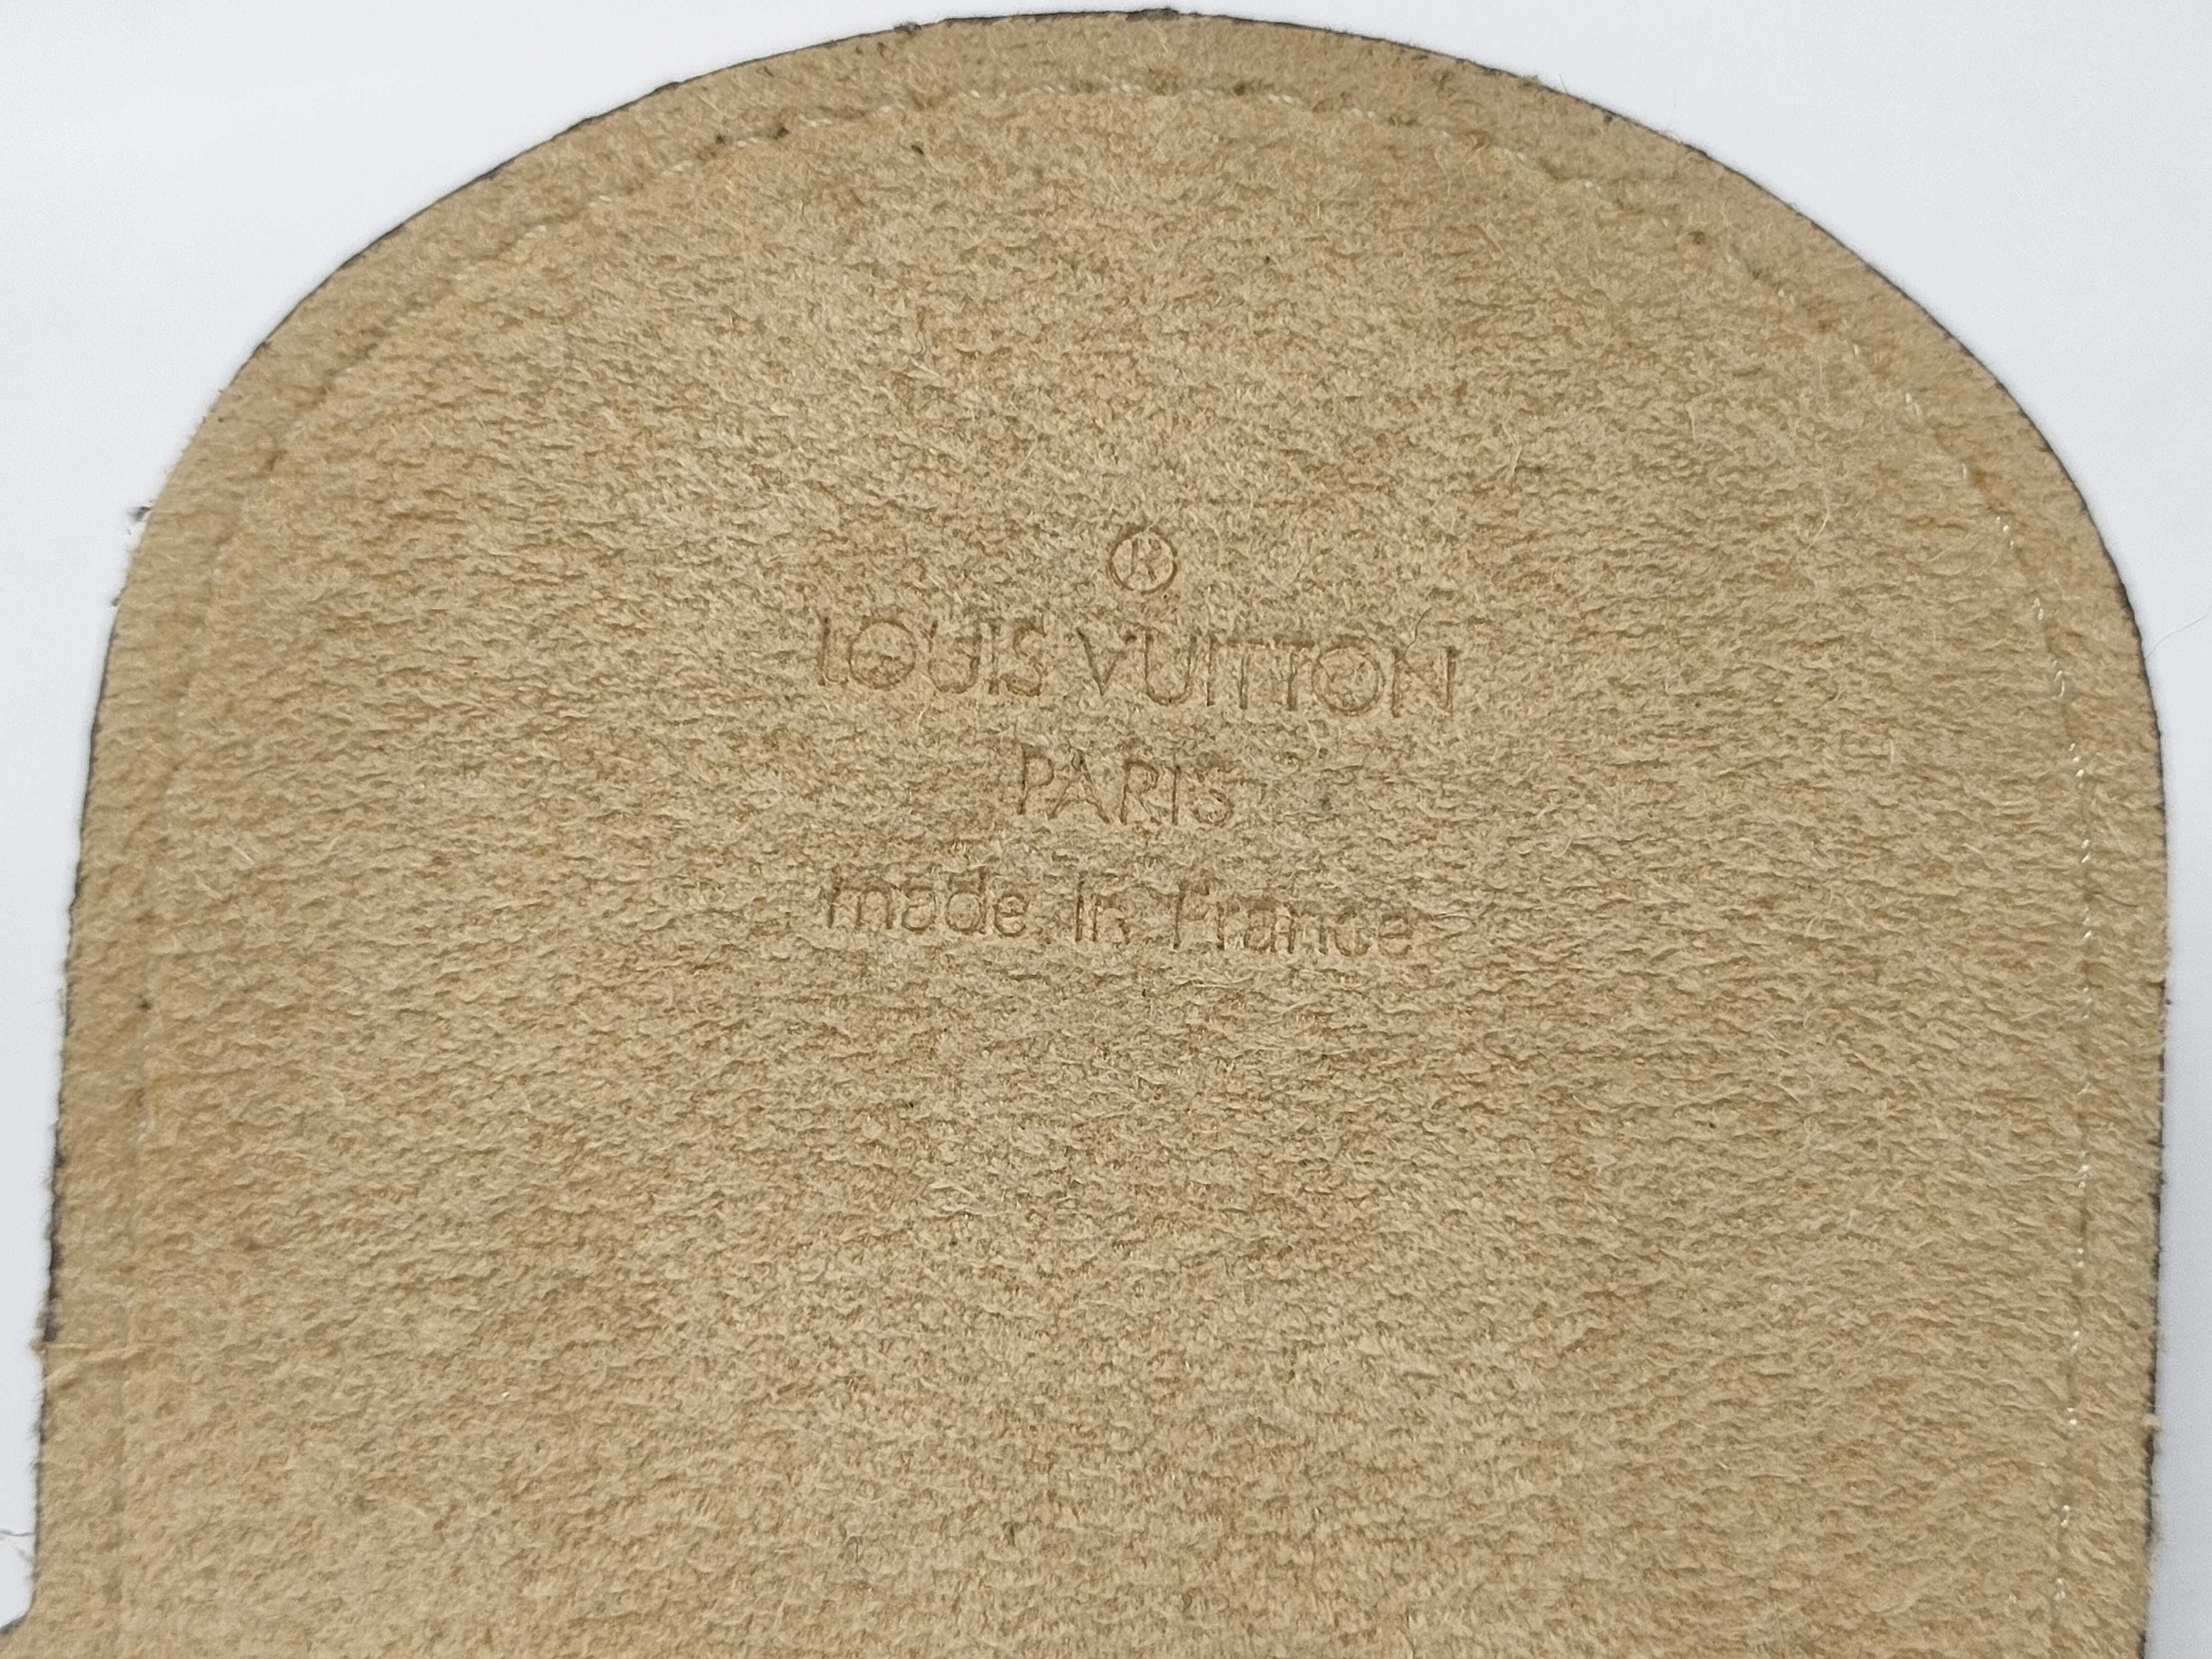 ®
LOUIS VUITTON
PARIS
made in France